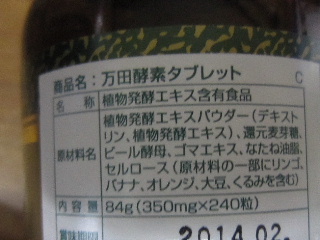 商品名：万田酵素タブレット C
名　称 植物発酵エキス含有食品
植物発酵エキスパウダー(デキスト
リン、植物発酵エキス)、還元麦芽糖、
原材料名 ビール酵母、ゴマエキス、なたね油脂、
セルロース(原材料の一部にリンゴ、
バナナ、オレンジ、大豆、くるみを含む)
内 容 量 84g(350mg×240粒)
賞味期限 2014.02.